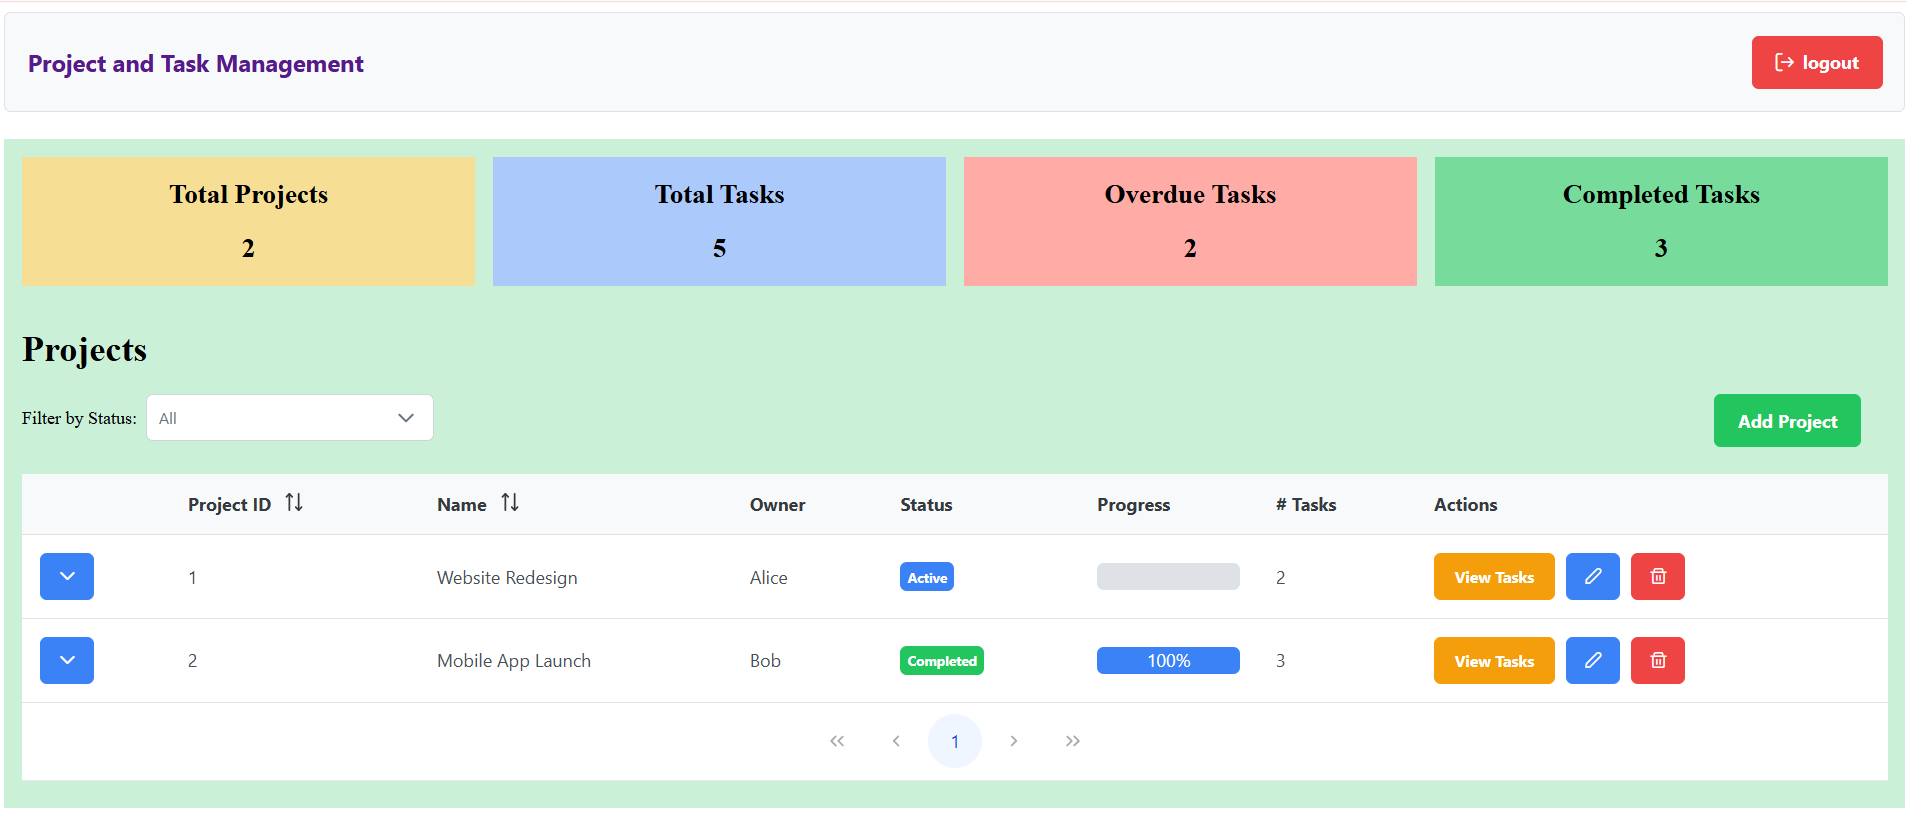 Project and Task Management
logout
Total Projects
2
Total Tasks
5
Overdue Tasks
2
Completed Tasks
3
Projects
Filter by Status: All
Add Project
Project ID Name Owner Status Progress # Tasks Actions
1 Website Redesign Alice Active 2 View Tasks
2 Mobile App Launch Bob Completed 100% 3 View Tasks
1